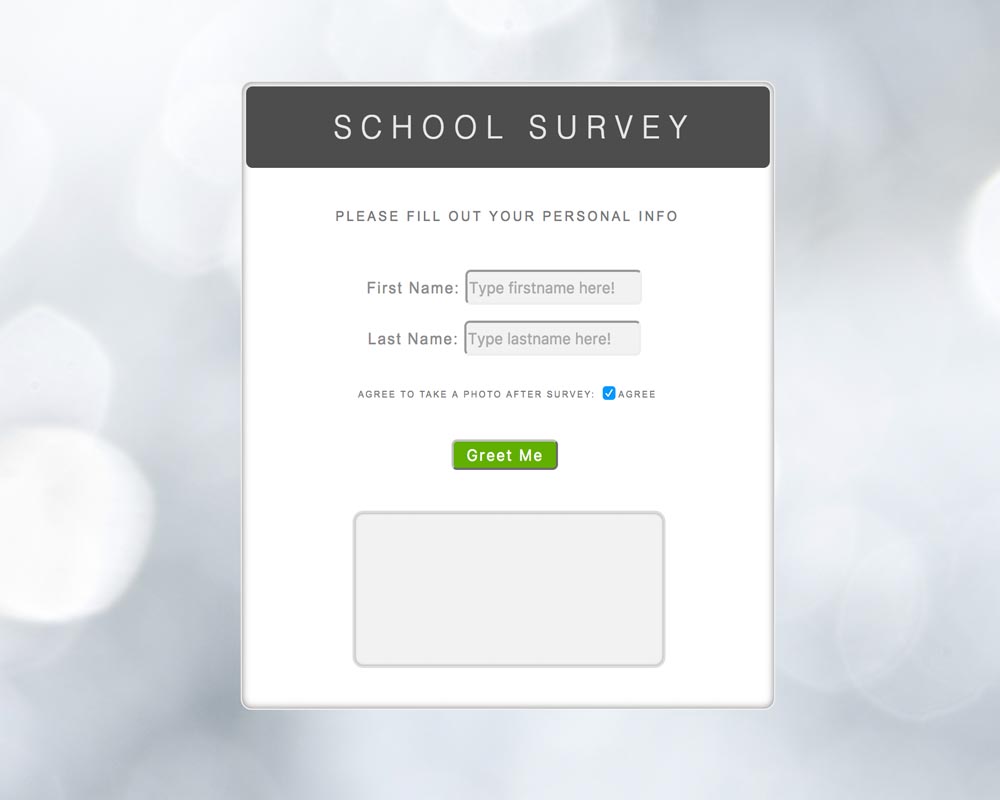 SCHOOL SURVEY
PLEASE FILL OUT YOUR PERSONAL INFO
First Name: Type firstname here!
Last Name: Type lastname here!
AGREE TO TAKE A PHOTO AFTER SURVEY: AGREE
Greet Me